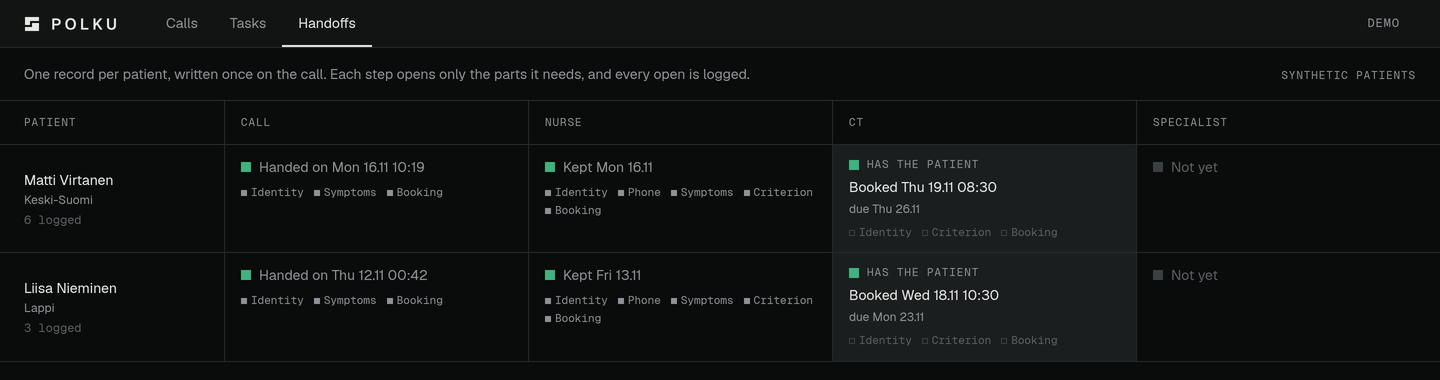 POLKU Calls Tasks Handoffs DEMO
One record per patient, written once on the call. Each step opens only the parts it needs, and every open is logged. SYNTHETIC PATIENTS
PATIENT CALL NURSE CT SPECIALIST
Matti Virtanen
Keski-Suomi
6 logged
Handed on Mon 16.11 10:19
Identity Symptoms Booking
Kept Mon 16.11
Identity Phone Symptoms Criterion
Booking
HAS THE PATIENT
Booked Thu 19.11 08:30
due Thu 26.11
Identity Criterion Booking
Not yet
Liisa Nieminen
Lappi
3 logged
Handed on Thu 12.11 00:42
Identity Symptoms Booking
Kept Fri 13.11
Identity Phone Symptoms Criterion
Booking
HAS THE PATIENT
Booked Wed 18.11 10:30
due Mon 23.11
Identity Criterion Booking
Not yet